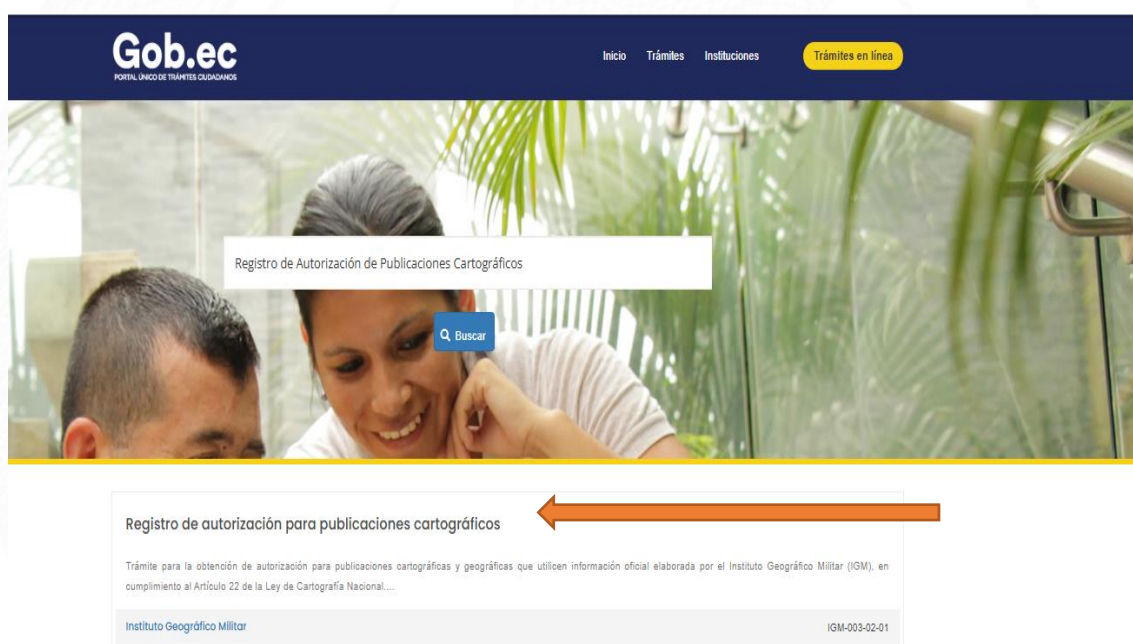 Gob.ec
PORTAL ÚNICO DE TRÁMITES CIUDADANOS
Inicio Trámites Instituciones Trámites en línea
Registro de Autorización de Publicaciones Cartográficos
Buscar
Registro de autorización para publicaciones cartográficos
Trámite para la obtención de autorización para publicaciones cartográficas y geográficas que utilicen información oficial elaborada por el Instituto Geográfico Militar (IGM), en
cumplimiento al Artículo 22 de la Ley de Cartografía Nacional....
Instituto Geográfico Militar IGM-003-02-01